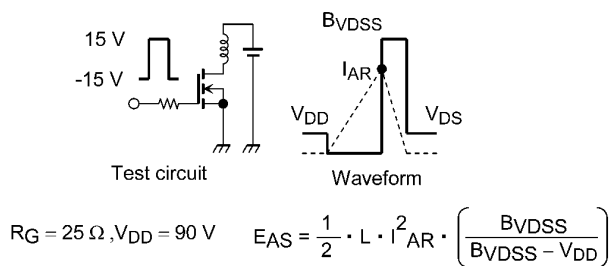 15 V
-15 V
Test circuit
BVDSS
IAR
VDD
VDS
Waveform
RG = 25 Ω ,VDD = 90 V
EAS = 1/2 · L · I²AR · (BVDSS / (BVDSS − VDD))